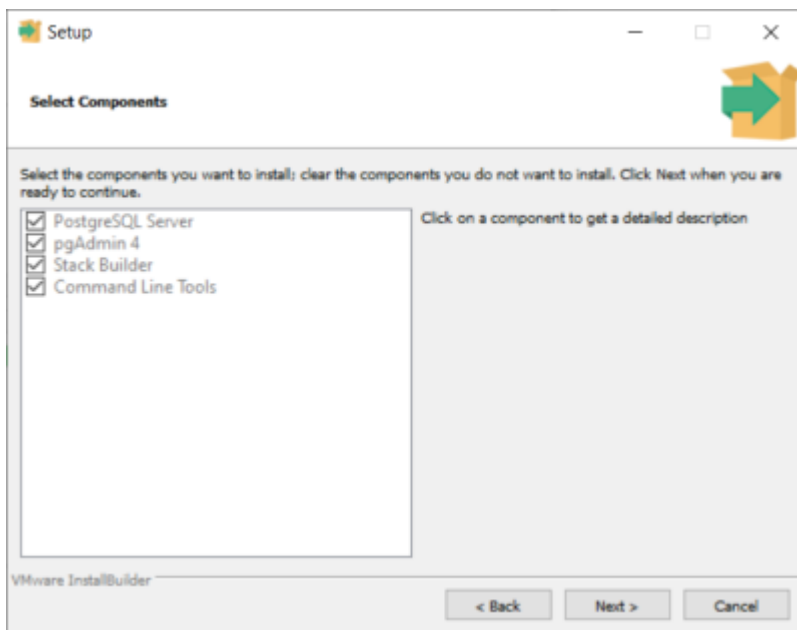 Setup
Select Components
Select the components you want to install; clear the components you do not want to install. Click Next when you are
ready to continue.
PostgreSQL Server
pgAdmin 4
Stack Builder
Command Line Tools
Click on a component to get a detailed description
VMware InstallBuilder
< Back
Next >
Cancel